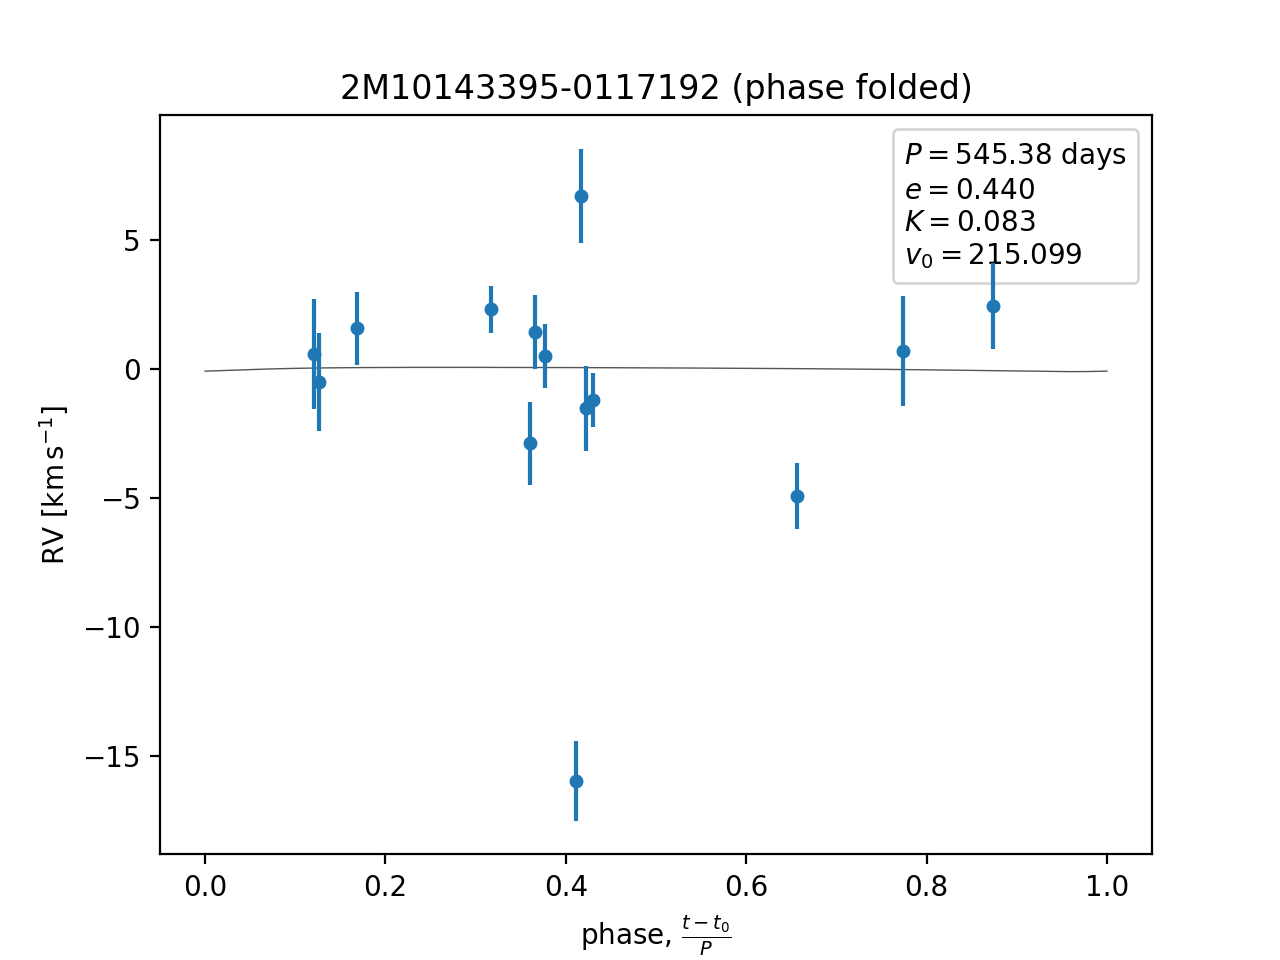 2M10143395-0117192 (phase folded)
P = 545.38 days
e = 0.440
K = 0.083
v₀ = 215.099
5
0
−5
−10
−15
RV [km s⁻¹]
0.0 0.2 0.4 0.6 0.8 1.0
phase, (t − t₀)/P